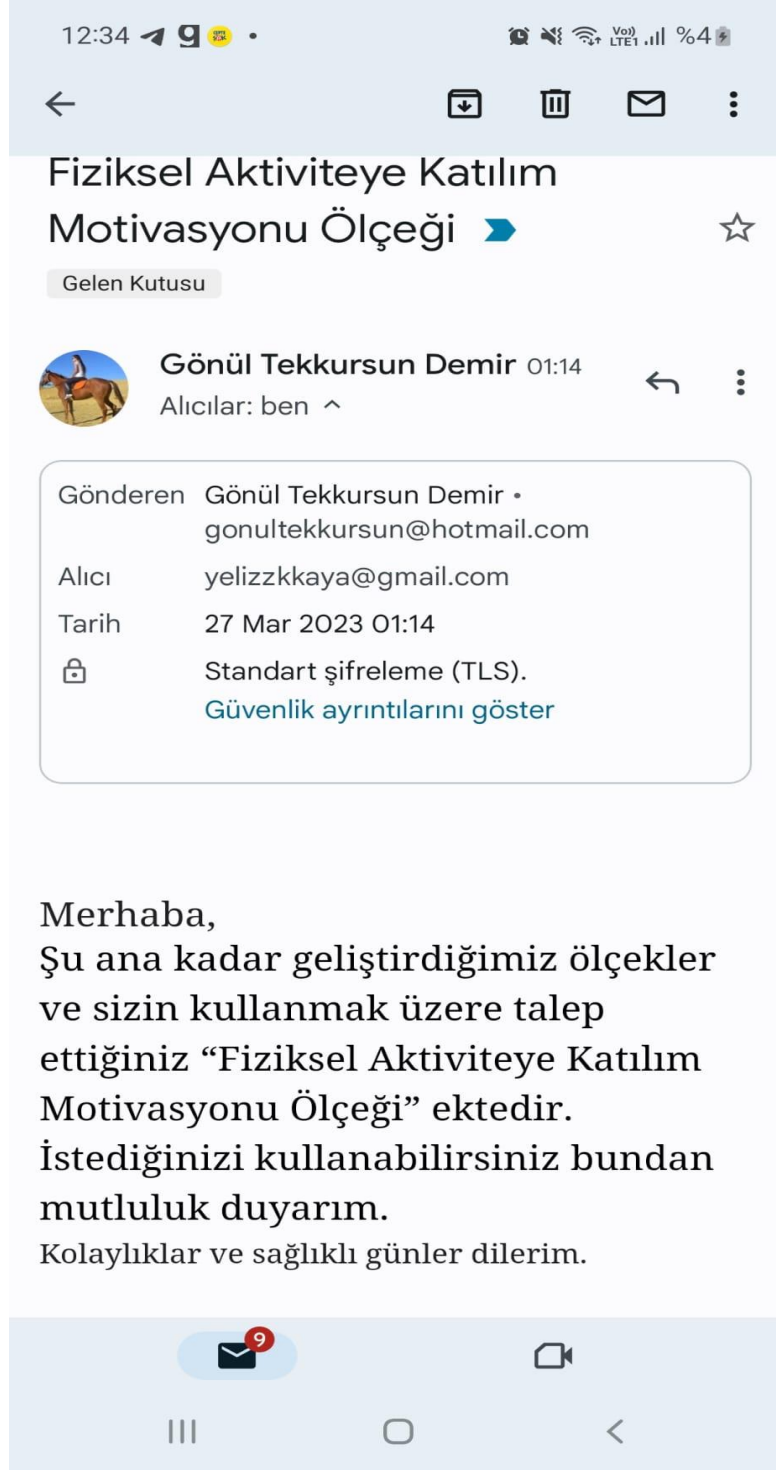 12:34
%4
Fiziksel Aktiviteye Katılım
Motivasyonu Ölçeği
Gelen Kutusu
Gönül Tekkursun Demir 01:14
Alıcılar: ben
Gönderen Gönül Tekkursun Demir •
gonultekkursun@hotmail.com
Alıcı yelizzkkaya@gmail.com
Tarih 27 Mar 2023 01:14
Standart şifreleme (TLS).
Güvenlik ayrıntılarını göster
Merhaba,
Şu ana kadar geliştirdiğimiz ölçekler
ve sizin kullanmak üzere talep
ettiğiniz “Fiziksel Aktiviteye Katılım
Motivasyonu Ölçeği” ektedir.
İstediğinizi kullanabilirsiniz bundan
mutluluk duyarım.
Kolaylıklar ve sağlıklı günler dilerim.
9